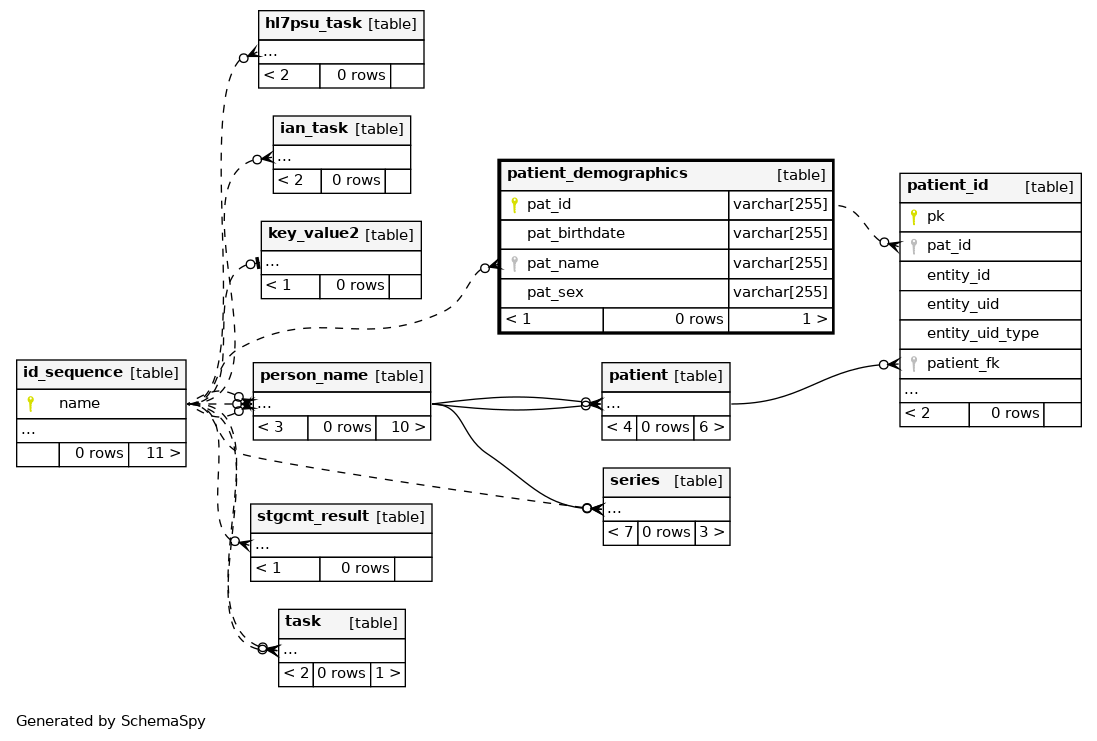 hl7psu_task [table]
...
< 2 0 rows
ian_task [table]
...
< 2 0 rows
key_value2 [table]
...
< 1 0 rows
patient_demographics [table]
pat_id varchar[255]
pat_birthdate varchar[255]
pat_name varchar[255]
pat_sex varchar[255]
< 1 0 rows 1 >
patient_id [table]
pk
pat_id
entity_id
entity_uid
entity_uid_type
patient_fk
...
< 2 0 rows
id_sequence [table]
name
...
0 rows 11 >
person_name [table]
...
< 3 0 rows 10 >
patient [table]
...
< 4 0 rows 6 >
series [table]
...
< 7 0 rows 3 >
stgcmt_result [table]
...
< 1 0 rows
task [table]
...
< 2 0 rows 1 >
Generated by SchemaSpy